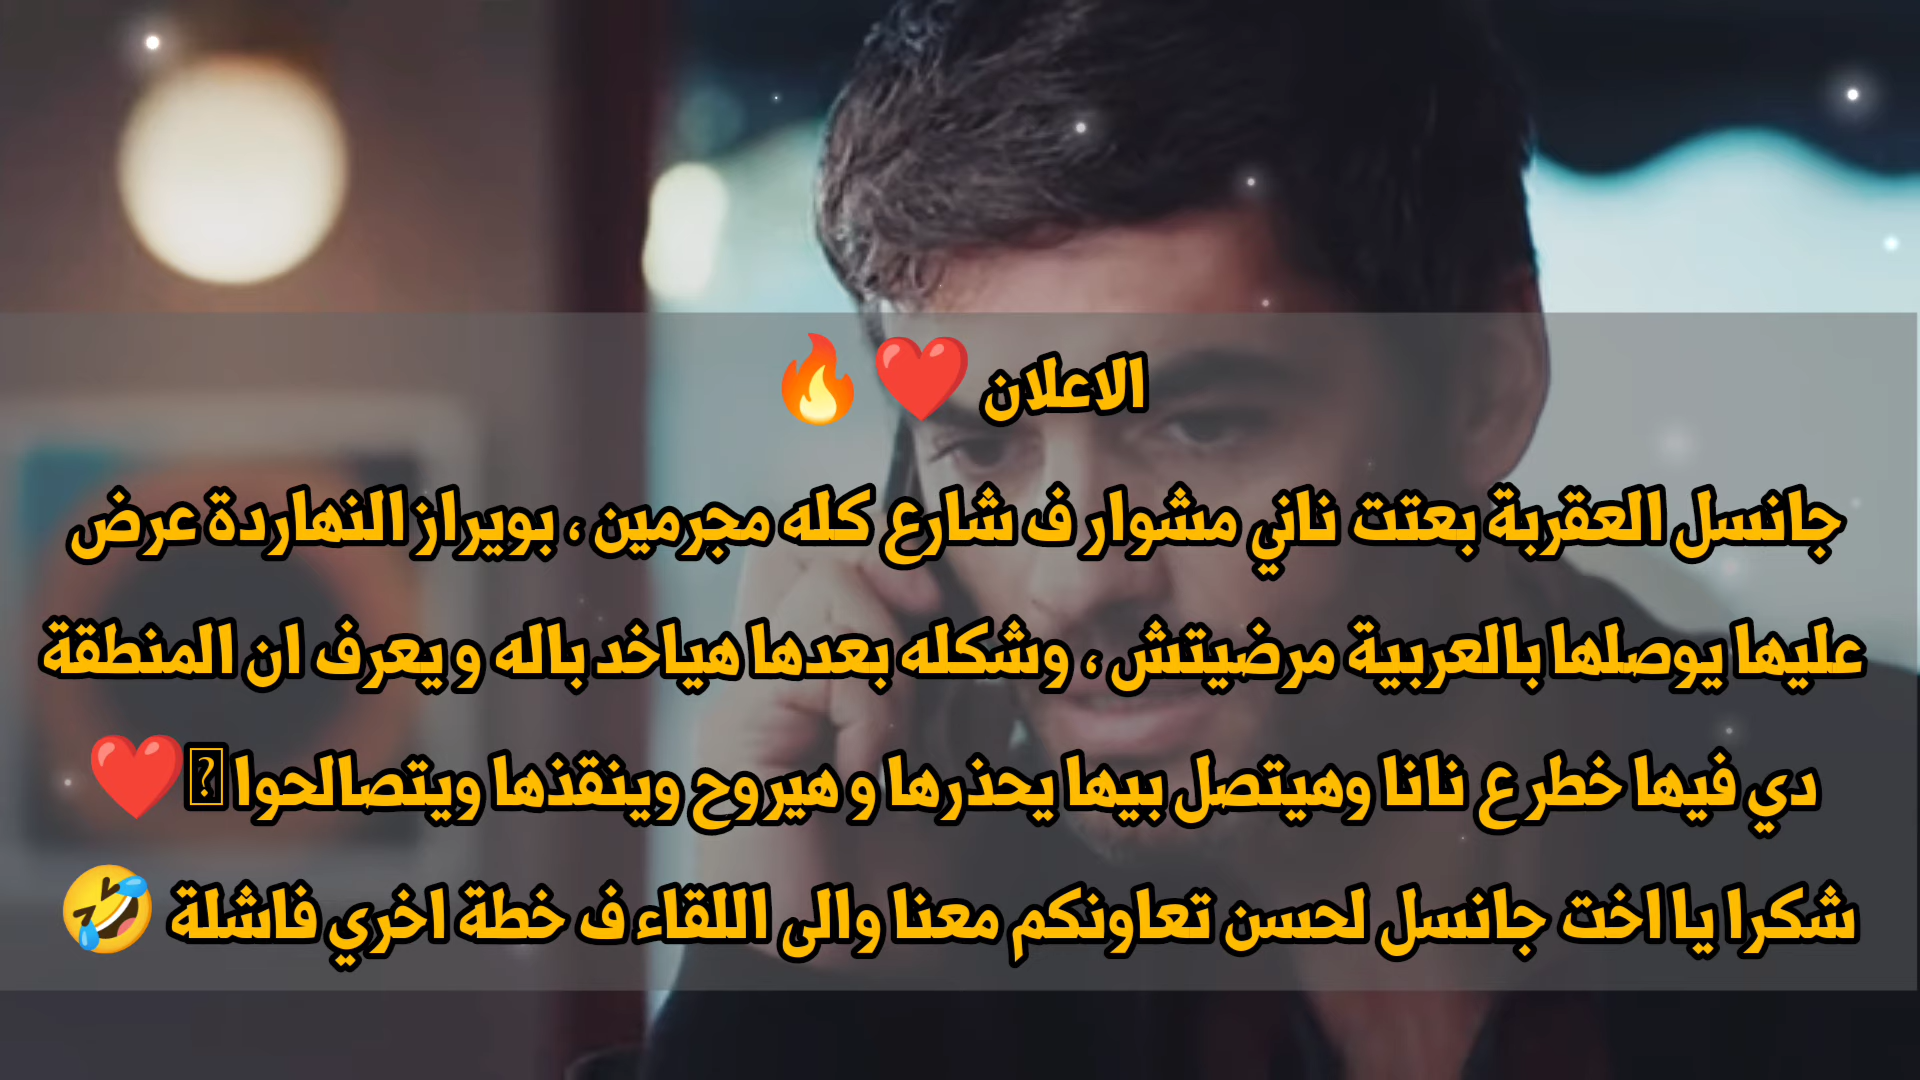 الاعلان ❤️🔥
جانسل العقربة بعتت ناني مشوار ف شارع كله مجرمين ، بويراز النهاردة عرض
عليها يوصلها بالعربية مرضيتش ، وشكله بعدها هياخد باله و يعرف ان المنطقة
دي فيها خطر ع نانا وهيتصل بيها يحذرها و هيروح وينقذها ويتصالحوا ❤️
شكرا يا اخت جانسل لحسن تعاونكم معنا والى اللقاء ف خطة اخري فاشلة 🤣